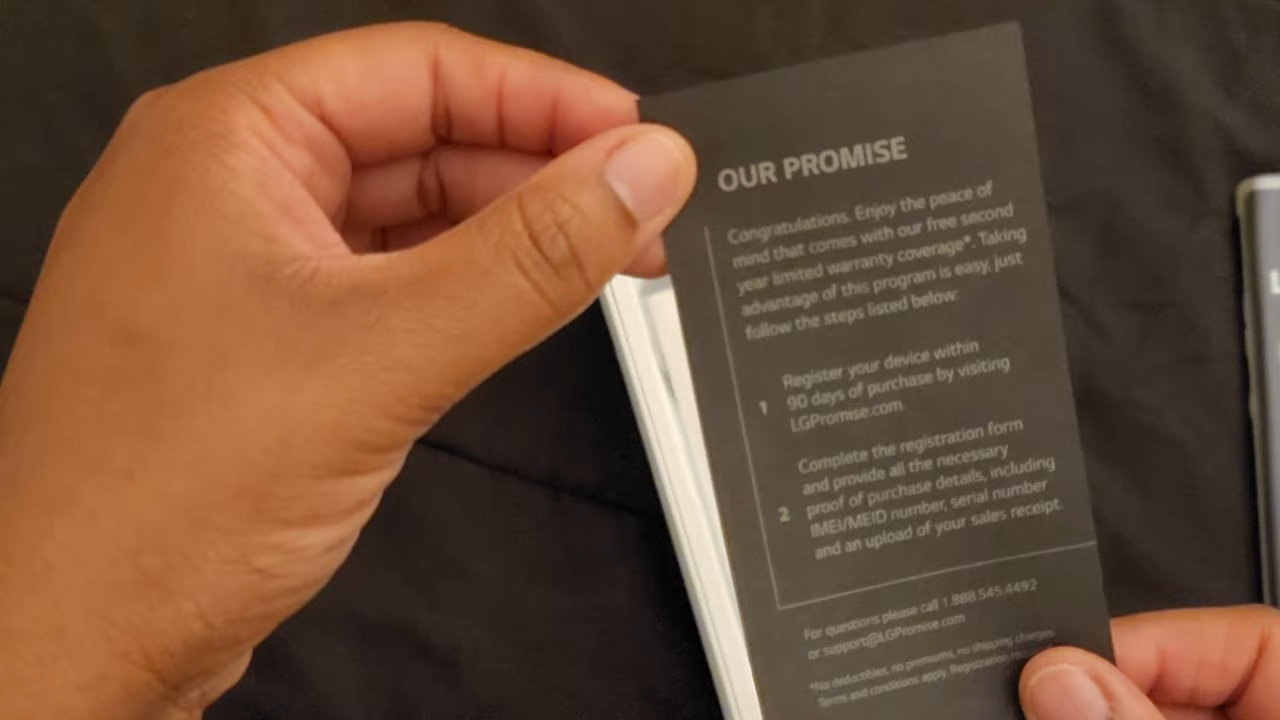 OUR PROMISE
Congratulations. Enjoy the peace of
mind that comes with our free second
year limited warranty coverage*. Taking
advantage of this program is easy, just
follow the steps listed below:
Register your device within
1 90 days of purchase by visiting
LGPromise.com
Complete the registration form
and provide all the necessary
2 proof of purchase details, including
IMEI/MEID number, serial number
and an upload of your sales receipt.
For questions please call 1.888.545.4492
or support@LGPromise.com
*No deductibles, no premiums, no shipping charges
Terms and conditions apply. Registration
L